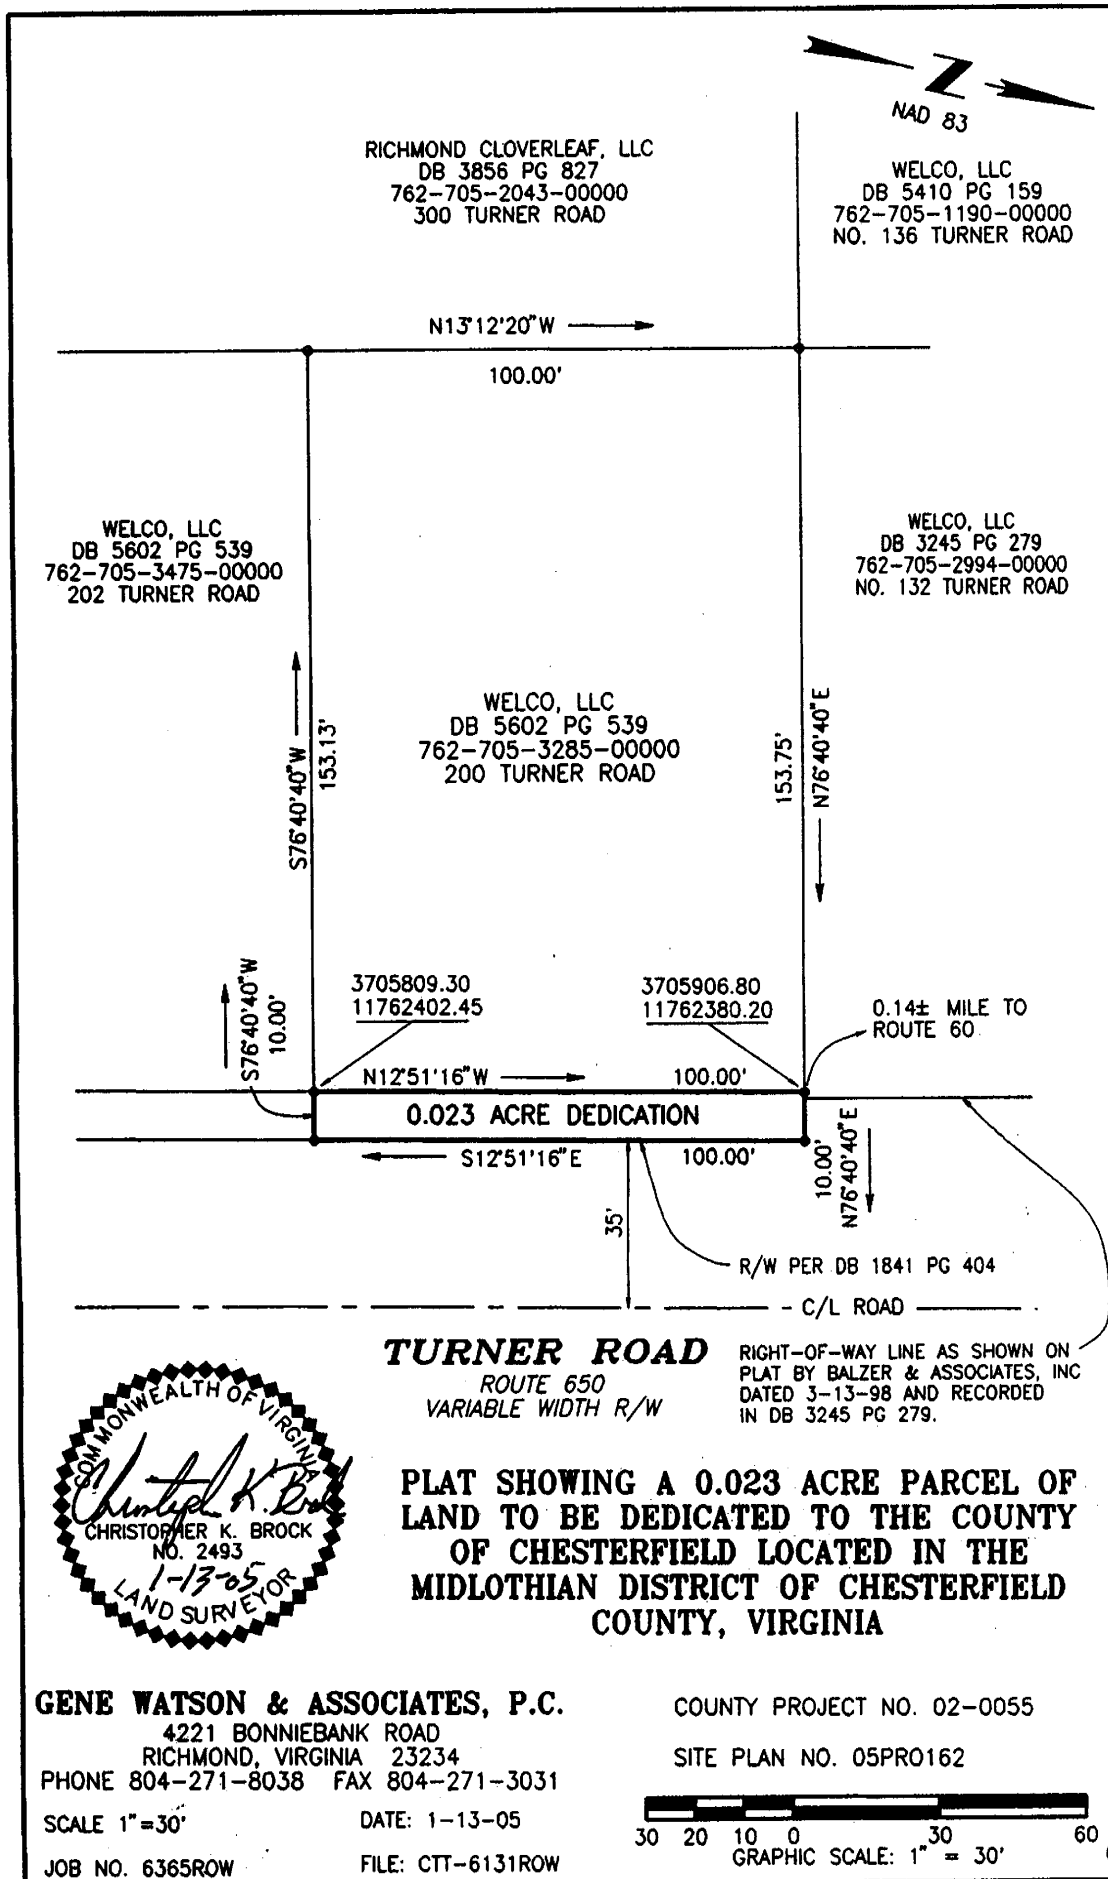 Z
NAD 83
RICHMOND CLOVERLEAF, LLC
DB 3856 PG 827
762-705-2043-00000
300 TURNER ROAD
WELCO, LLC
DB 5410 PG 159
762-705-1190-00000
NO. 136 TURNER ROAD
N13°12'20"W
100.00'
WELCO, LLC
DB 5602 PG 539
762-705-3475-00000
202 TURNER ROAD
WELCO, LLC
DB 3245 PG 279
762-705-2994-00000
NO. 132 TURNER ROAD
S76°40'40"W
153.13'
WELCO, LLC
DB 5602 PG 539
762-705-3285-00000
200 TURNER ROAD
153.75'
N76°40'40"E
S76°40'40"W
10.00'
3705809.30
11762402.45
3705906.80
11762380.20
0.14± MILE TO
ROUTE 60
N12°51'16"W
100.00'
0.023 ACRE DEDICATION
S12°51'16"E
100.00'
10.00'
N76°40'40"E
35'
R/W PER DB 1841 PG 404
C/L ROAD
TURNER ROAD
ROUTE 650
VARIABLE WIDTH R/W
RIGHT-OF-WAY LINE AS SHOWN ON
PLAT BY BALZER & ASSOCIATES, INC
DATED 3-13-98 AND RECORDED
IN DB 3245 PG 279.
COMMONWEALTH OF VIRGINIA
Christoph K. Brock
CHRISTOPHER K. BROCK
NO. 2493
1-13-05
LAND SURVEYOR
PLAT SHOWING A 0.023 ACRE PARCEL OF
LAND TO BE DEDICATED TO THE COUNTY
OF CHESTERFIELD LOCATED IN THE
MIDLOTHIAN DISTRICT OF CHESTERFIELD
COUNTY, VIRGINIA
GENE WATSON & ASSOCIATES, P.C.
4221 BONNIEBANK ROAD
RICHMOND, VIRGINIA 23234
PHONE 804-271-8038 FAX 804-271-3031
SCALE 1"=30'
DATE: 1-13-05
JOB NO. 6365ROW
FILE: CTT-6131ROW
COUNTY PROJECT NO. 02-0055
SITE PLAN NO. 05PRO162
30 20 10 0 30 60
GRAPHIC SCALE: 1" = 30'